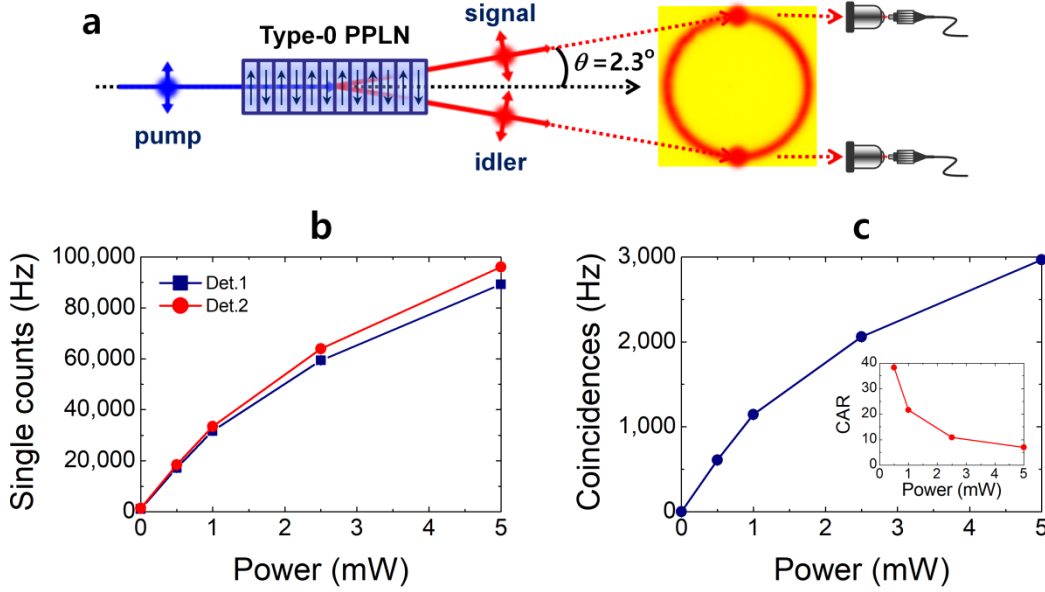 a
Type-0 PPLN
signal
θ = 2.3°
pump
idler
b
100,000
80,000
60,000
40,000
20,000
0
Single counts (Hz)
Det.1
Det.2
0 1 2 3 4 5
Power (mW)
c
3,000
2,000
1,000
0
Coincidences (Hz)
40
30
20
10
0
CAR
1 2 3 4 5
Power (mW)
0 1 2 3 4 5
Power (mW)